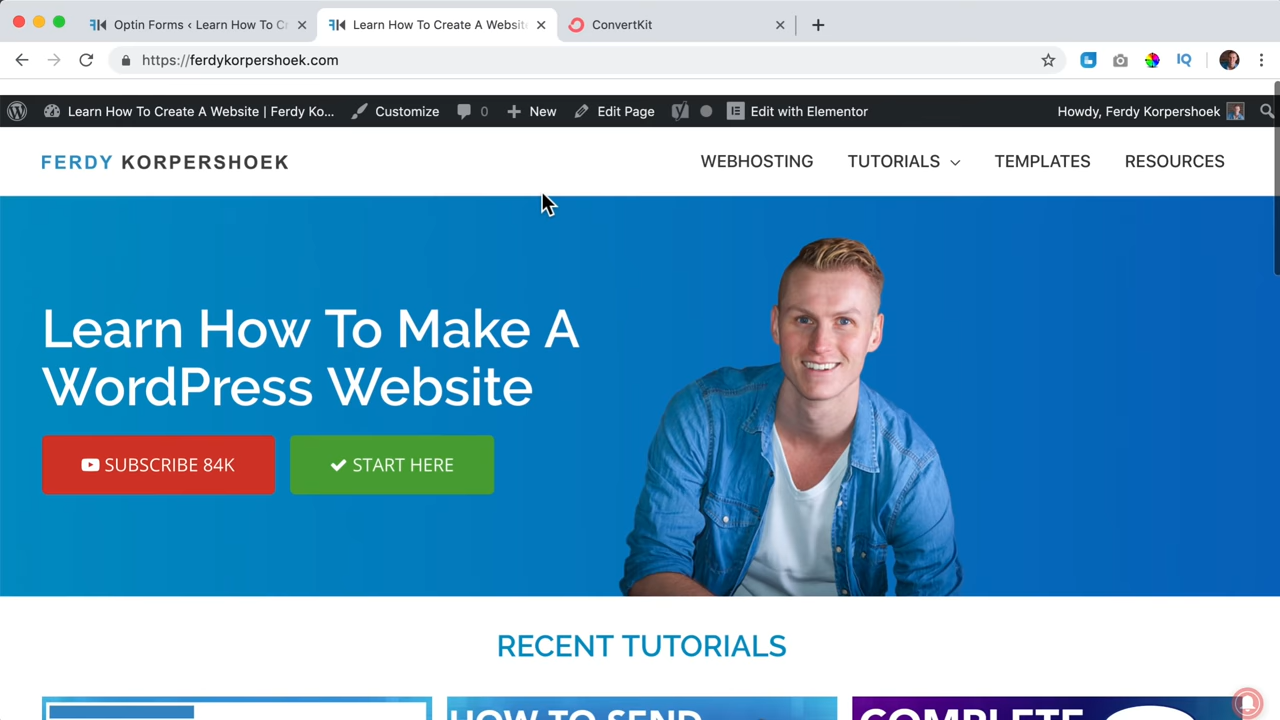 Optin Forms ‹ Learn How To C
Learn How To Create A Websit
ConvertKit
https://ferdykorpershoek.com
IQ
Learn How To Create A Website | Ferdy Ko...
Customize
0
New
Edit Page
Edit with Elementor
Howdy, Ferdy Korpershoek
FERDY KORPERSHOEK
WEBHOSTING
TUTORIALS
TEMPLATES
RESOURCES
Learn How To Make A
WordPress Website
SUBSCRIBE 84K
START HERE
RECENT TUTORIALS
HOW TO SEND
COMPLETE